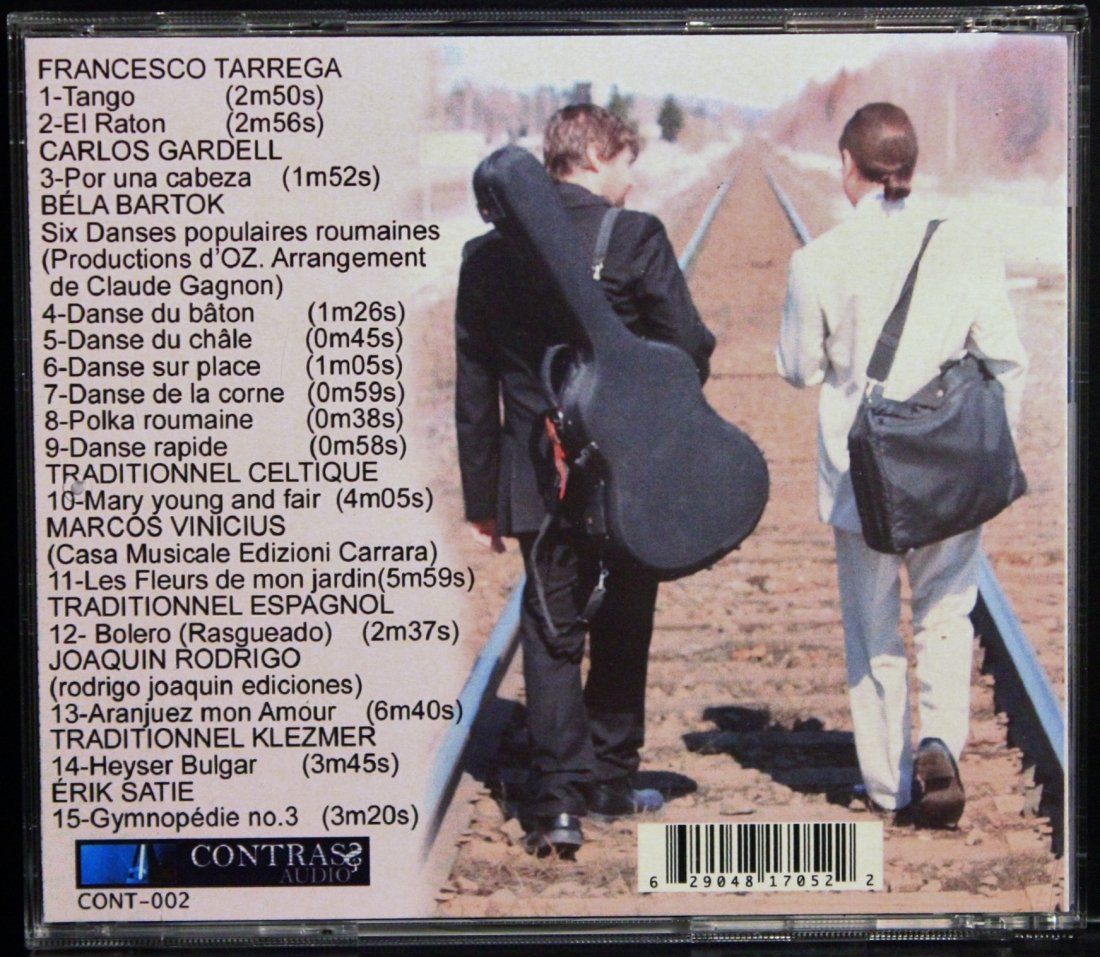 FRANCESCO TARREGA
1-Tango (2m50s)
2-El Raton (2m56s)
CARLOS GARDELL
3-Por una cabeza (1m52s)
BÉLA BARTOK
Six Danses populaires roumaines
(Productions d'OZ. Arrangement
de Claude Gagnon)
4-Danse du bâton (1m26s)
5-Danse du châle (0m45s)
6-Danse sur place (1m05s)
7-Danse de la corne (0m59s)
8-Polka roumaine (0m38s)
9-Danse rapide (0m58s)
TRADITIONNEL CELTIQUE
10-Mary young and fair (4m05s)
MARCOS VINICIUS
(Casa Musicale Edizioni Carrara)
11-Les Fleurs de mon jardin(5m59s)
TRADITIONNEL ESPAGNOL
12- Bolero (Rasgueado) (2m37s)
JOAQUIN RODRIGO
(rodrigo joaquin ediciones)
13-Aranjuez mon Amour (6m40s)
TRADITIONNEL KLEZMER
14-Heyser Bulgar (3m45s)
ÉRIK SATIE
15-Gymnopédie no.3 (3m20s)
CONTRASS
AUDIO
CONT-002
6 29048 17052 2